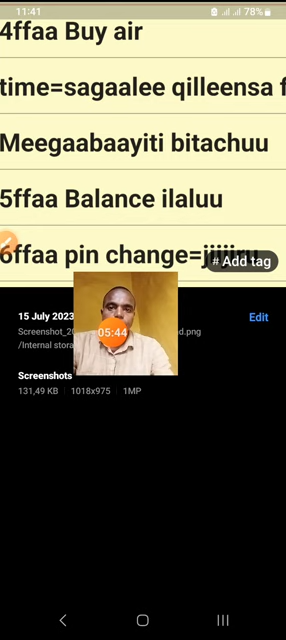 11:41
78%
4ffaa Buy air
time=sagaalee qilleensa f
Meegaabaayiti bitachuu
5ffaa Balance ilaluu
6ffaa pin change=jijiiru
# Add tag
15 July 2023
Edit
Screenshot_20
d.png
/Internal stora
05:44
Screenshots
131,49 KB
1018x975
1MP